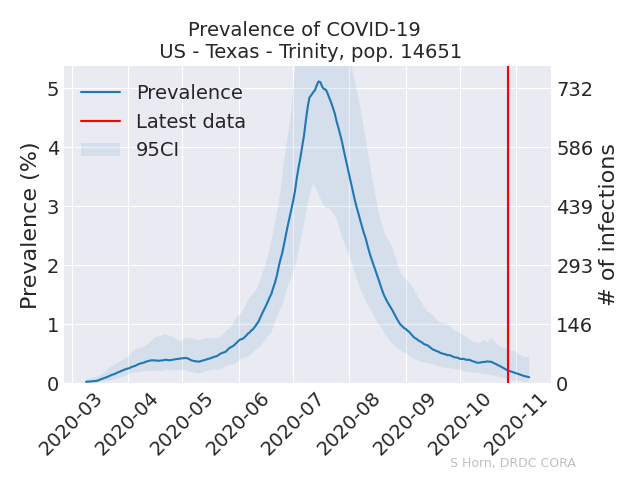 Prevalence of COVID-19
US - Texas - Trinity, pop. 14651
Prevalence
Latest data
95CI
Prevalence (%)
5
4
3
2
1
0
732
586
439
293
146
0
# of infections
2020-03
2020-04
2020-05
2020-06
2020-07
2020-08
2020-09
2020-10
2020-11
S Horn, DRDC CORA